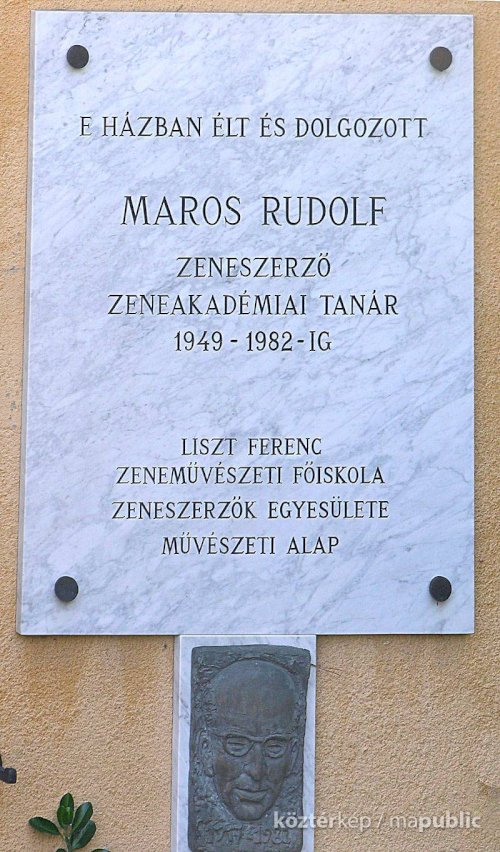 E HÁZBAN ÉLT ÉS DOLGOZOTT
MAROS RUDOLF
ZENESZERZŐ
ZENEAKADÉMIAI TANÁR
1949 - 1982 - IG
LISZT FERENC
ZENEMŰVÉSZETI FŐISKOLA
ZENESZERZŐK EGYESÜLETE
MŰVÉSZETI ALAP
köztérkép / mapublic